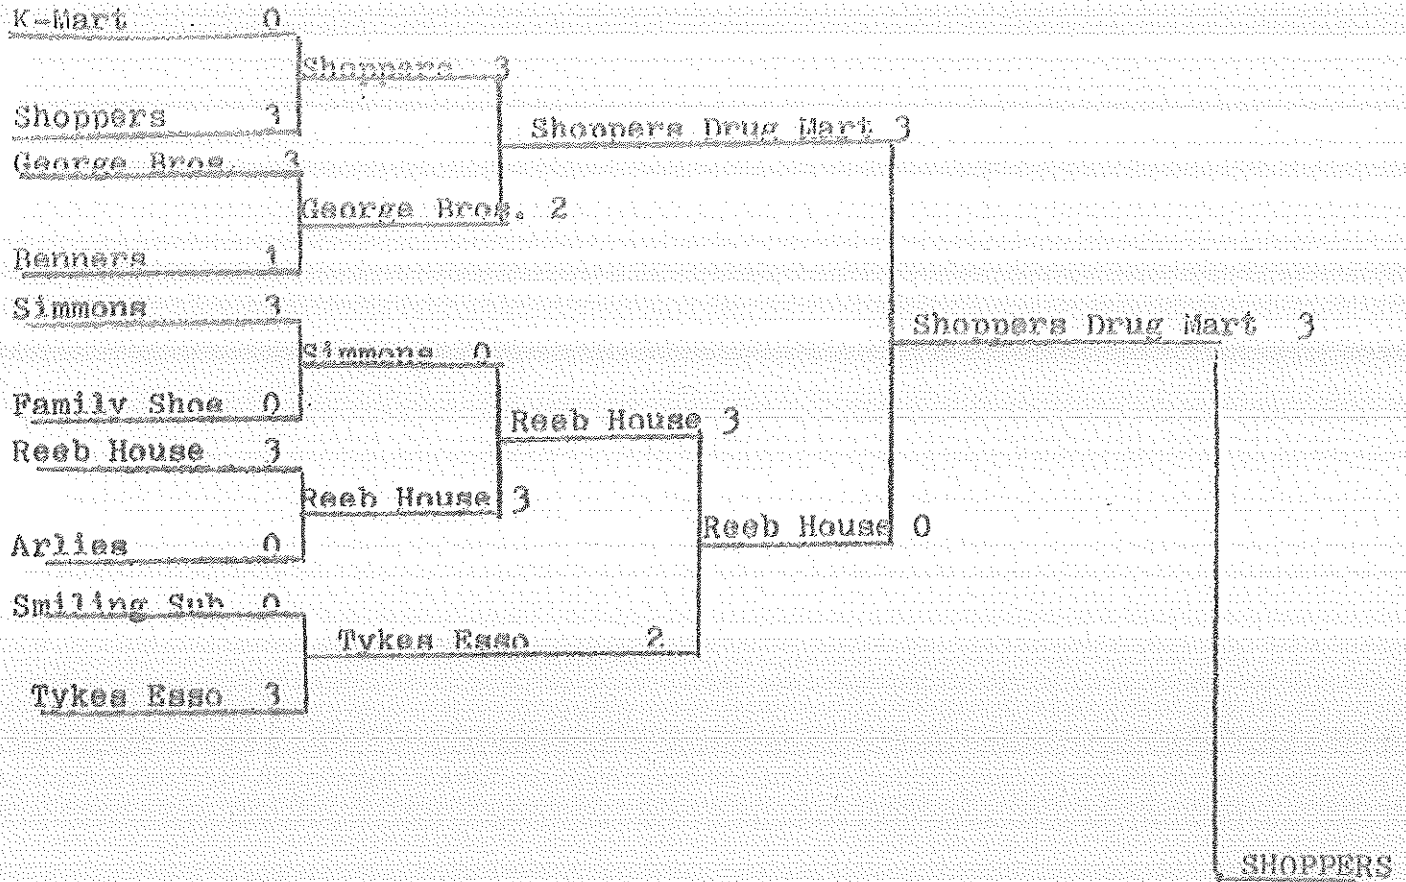 K-Mart 0
Shoppers 3
Shoppers 3
Shoppers Drug Mart 3
George Bros. 3
George Bros. 2
Benners 1
Simmons 3
Shoppers Drug Mart 3
Simmons 0
Family Shoe 0
Reeb House 3
Reeb House 3
Reeb House 3
Reeb House 0
Arlies 0
Smiling Sub 0
Tykes Esso 2
Tykes Esso 3
SHOPPERS